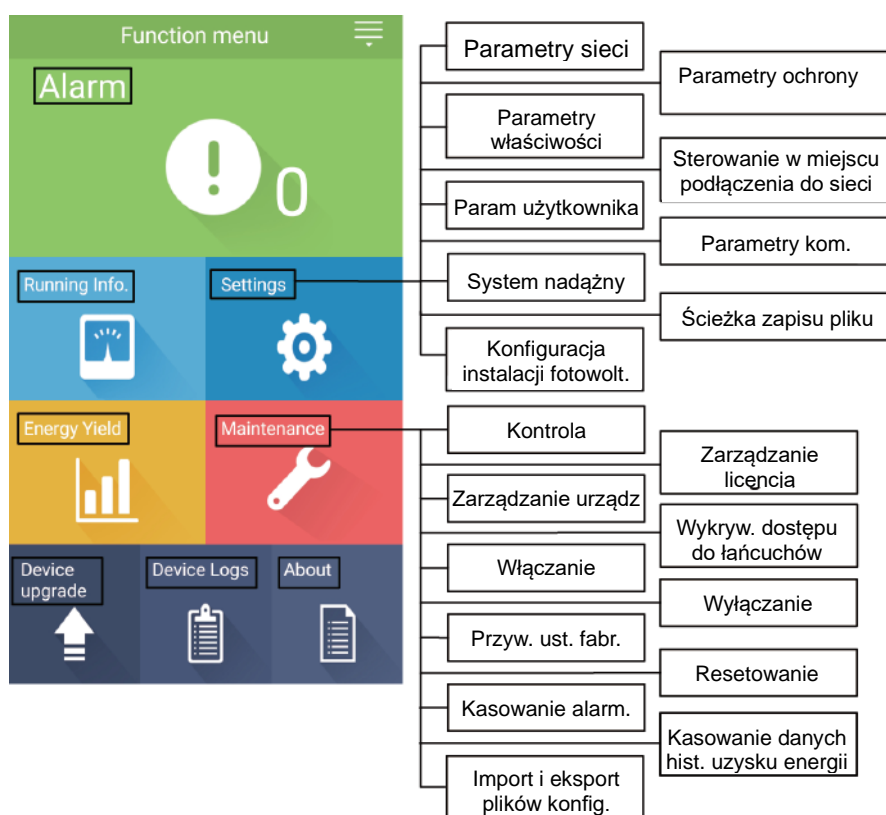 Function menu
Alarm
0
Running Info.
Settings
Energy Yield
Maintenance
Device
upgrade
Device Logs
About
Parametry sieci
Parametry ochrony
Parametry
właściwości
Sterowanie w miejscu
podłączenia do sieci
Param użytkownika
Parametry kom.
System nadążny
Ścieżka zapisu pliku
Konfiguracja
instalacji fotowolt.
Kontrola
Zarządzanie
licencja
Zarządzanie urządz
Wykryw. dostępu
do łańcuchów
Włączanie
Wyłączanie
Przyw. ust. fabr.
Resetowanie
Kasowanie alarm.
Kasowanie danych
hist. uzysku energii
Import i eksport
plików konfig.